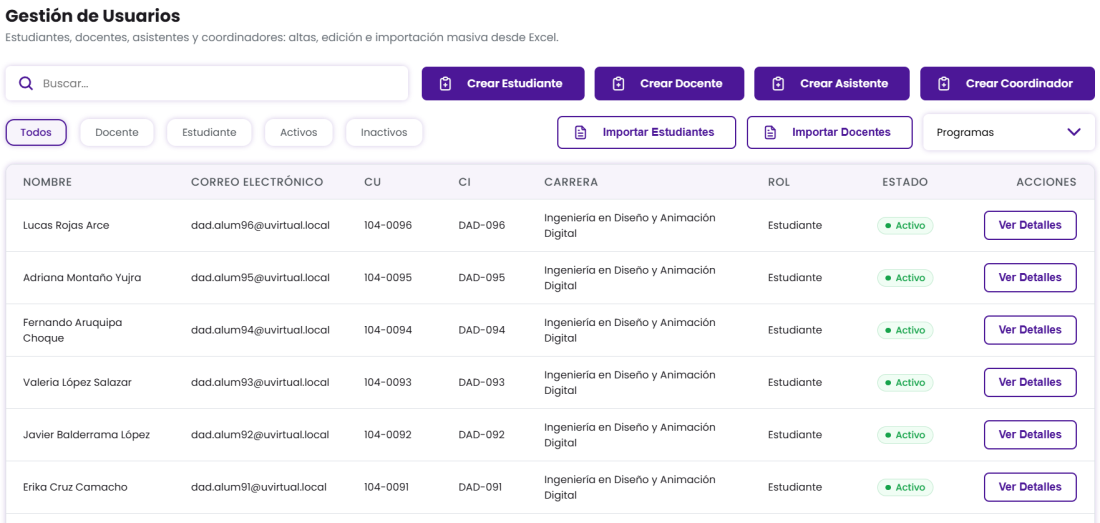 Gestión de Usuarios
Estudiantes, docentes, asistentes y coordinadores: altas, edición e importación masiva desde Excel.
Buscar...
Crear Estudiante
Crear Docente
Crear Asistente
Crear Coordinador
Todos
Docente
Estudiante
Activos
Inactivos
Importar Estudiantes
Importar Docentes
Programas
NOMBRE CORREO ELECTRÓNICO CU CI CARRERA ROL ESTADO ACCIONES
Lucas Rojas Arce dad.alum96@uvirtual.local 104-0096 DAD-096 Ingeniería en Diseño y Animación
Digital Estudiante Activo Ver Detalles
Adriana Montaño Yujra dad.alum95@uvirtual.local 104-0095 DAD-095 Ingeniería en Diseño y Animación
Digital Estudiante Activo Ver Detalles
Fernando Aruquipa
Choque dad.alum94@uvirtual.local 104-0094 DAD-094 Ingeniería en Diseño y Animación
Digital Estudiante Activo Ver Detalles
Valeria López Salazar dad.alum93@uvirtual.local 104-0093 DAD-093 Ingeniería en Diseño y Animación
Digital Estudiante Activo Ver Detalles
Javier Balderrama López dad.alum92@uvirtual.local 104-0092 DAD-092 Ingeniería en Diseño y Animación
Digital Estudiante Activo Ver Detalles
Erika Cruz Camacho dad.alum91@uvirtual.local 104-0091 DAD-091 Ingeniería en Diseño y Animación
Digital Estudiante Activo Ver Detalles